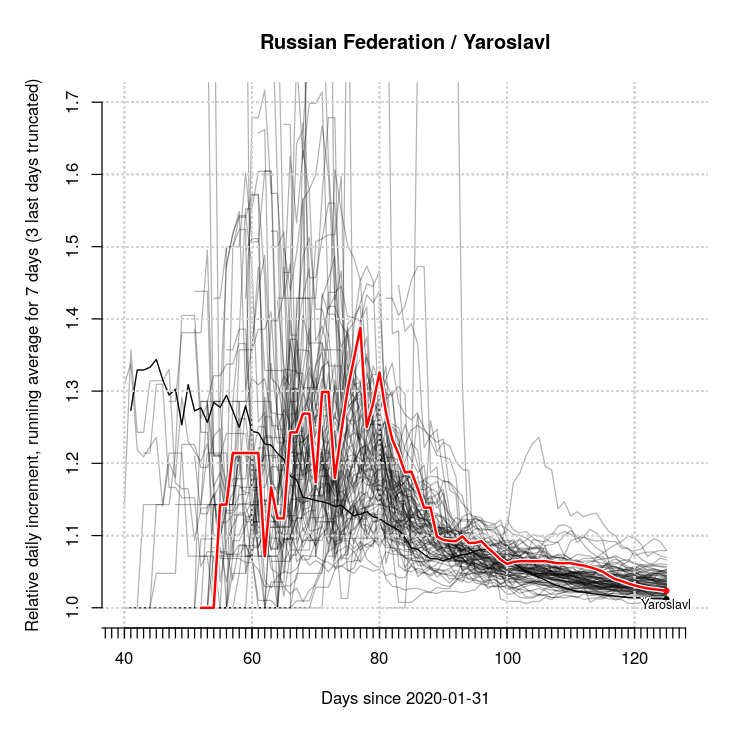 Russian Federation / Yaroslavl
Relative daily increment, running average for 7 days (3 last days truncated)
1.7
1.6
1.5
1.4
1.3
1.2
1.1
1.0
Yaroslavl
40 60 80 100 120
Days since 2020-01-31